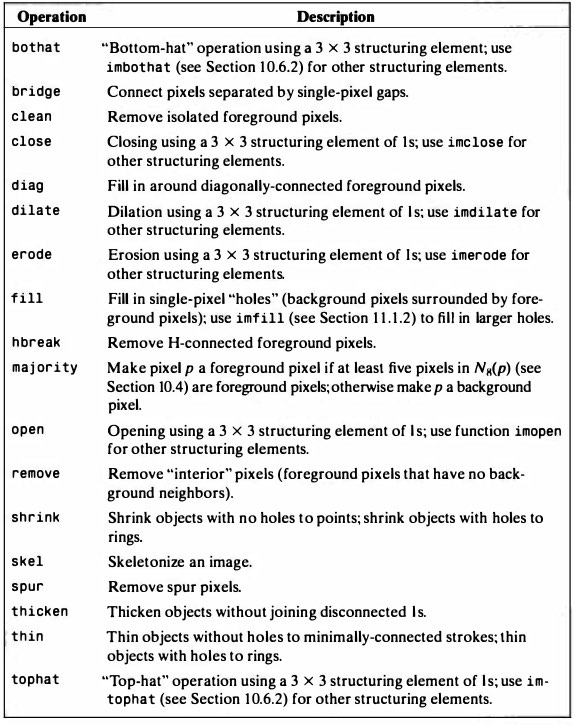 Operation Description
bothat "Bottom-hat" operation using a 3 × 3 structuring element; use
imbothat (see Section 10.6.2) for other structuring elements.
bridge Connect pixels separated by single-pixel gaps.
clean Remove isolated foreground pixels.
close Closing using a 3 × 3 structuring element of 1s; use imclose for
other structuring elements.
diag Fill in around diagonally-connected foreground pixels.
dilate Dilation using a 3 × 3 structuring element of 1s; use imdilate for
other structuring elements.
erode Erosion using a 3 × 3 structuring element of 1s; use imerode for
other structuring elements.
fill Fill in single-pixel "holes" (background pixels surrounded by fore-
ground pixels); use imfill (see Section 11.1.2) to fill in larger holes.
hbreak Remove H-connected foreground pixels.
majority Make pixel p a foreground pixel if at least five pixels in N₈(p) (see
Section 10.4) are foreground pixels; otherwise make p a background
pixel.
open Opening using a 3 × 3 structuring element of 1s; use function imopen
for other structuring elements.
remove Remove "interior" pixels (foreground pixels that have no back-
ground neighbors).
shrink Shrink objects with no holes to points; shrink objects with holes to
rings.
skel Skeletonize an image.
spur Remove spur pixels.
thicken Thicken objects without joining disconnected 1s.
thin Thin objects without holes to minimally-connected strokes; thin
objects with holes to rings.
tophat "Top-hat" operation using a 3 × 3 structuring element of 1s; use im-
tophat (see Section 10.6.2) for other structuring elements.